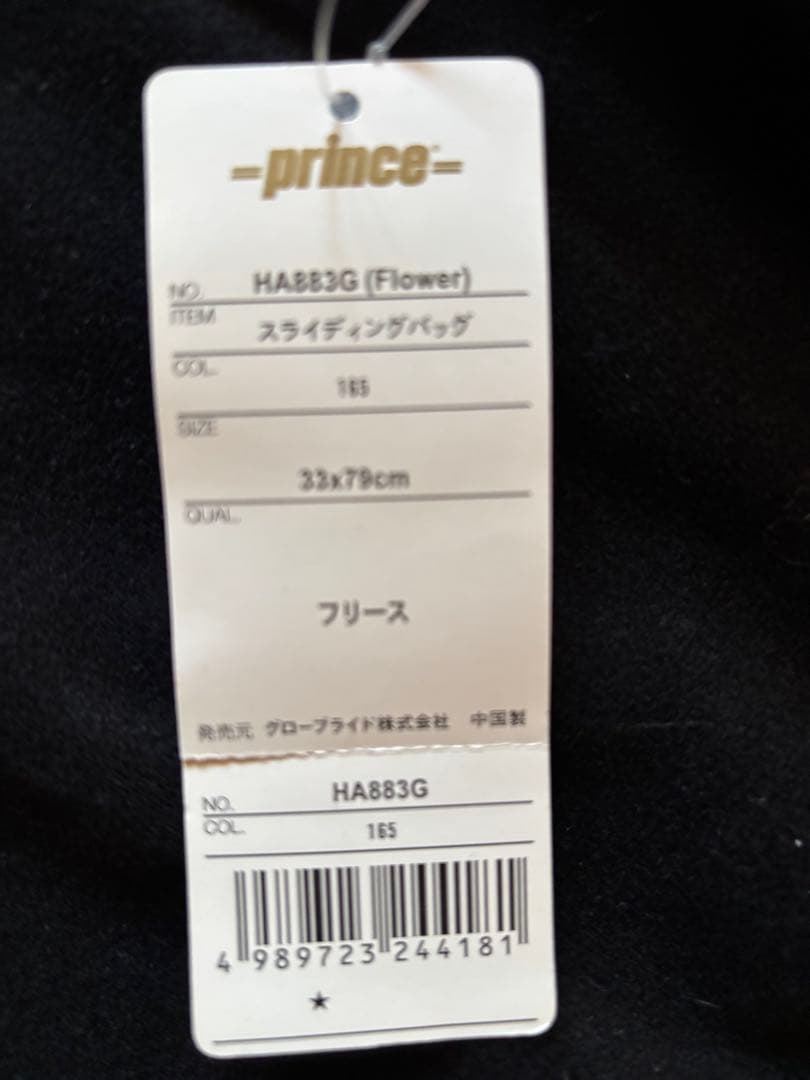 prince
NO. HA883G (Flower)
ITEM スライディングバッグ
COL. 165
SIZE
33x79cm
QUAL.
フリース
発売元 グローブライド株式会社 中国製
NO. HA883G
COL. 165
4 989723 244181
★